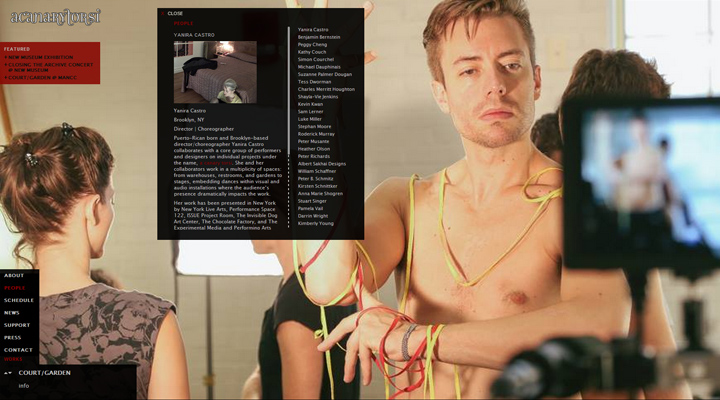 acanarytorsi
FEATURED
NEW MUSEUM EXHIBITION
CLOSING THE ARCHIVE CONCERT
@ NEW MUSEUM
COURT/GARDEN @ MANCC
CLOSE
PEOPLE
YANIRA CASTRO
Yanira Castro
Brooklyn, NY
Director | Choreographer
Puerto-Rican born and Brooklyn-based
director/choreographer Yanira Castro
collaborates with a core group of performers
and designers on individual projects under
the name, She and her
collaborators work in a multiplicity of spaces
from warehouses, restrooms, and gardens to
stages, embedding dances within visual and
audio installations where the audience's
presence dramatically impacts the work.
Her work has been presented in New York
by New York Live Arts, Performance Space
122, ISSUE Project Room, The Invisible Dog
Art Center, The Chocolate Factory, and The
Experimental Media and Performing Arts
Yanira Castro
Benjamin Bernstein
Peggy Cheng
Kathy Couch
Simon Courchel
Michael Dauphinais
Suzanne Palmer Dougan
Tess Dworman
Charles Merritt Houghton
Shayla-Vie Jenkins
Kevin Kwan
Sam Lerner
Luke Miller
Stephan Moore
Roderick Murray
Peter Musante
Heather Olson
Peter Richards
Albert Sakhai Designs
William Schaffner
Peter B. Schmitz
Kirsten Schnittker
Anna Marie Shogren
Stuart Singer
Pamela Vail
Darrin Wright
Kimberly Young
ABOUT
PEOPLE
SCHEDULE
NEWS
SUPPORT
PRESS
CONTACT
WORKS
COURT/GARDEN
info